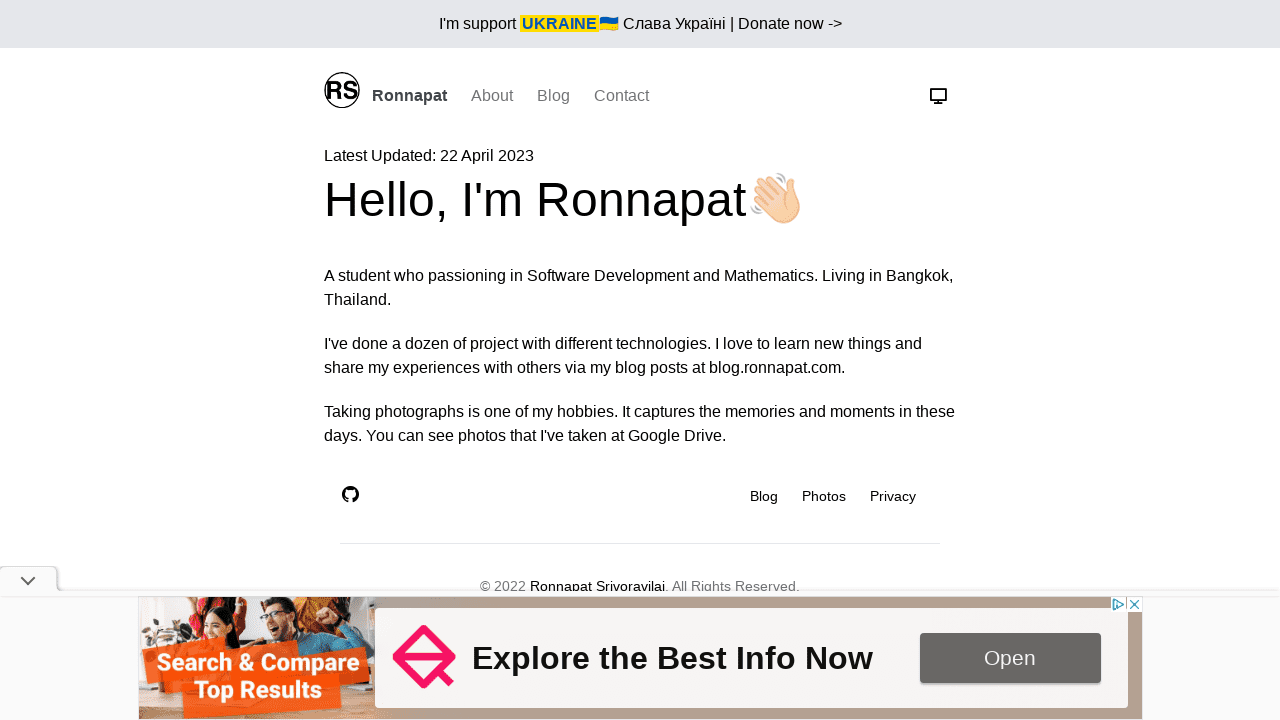 I'm support UKRAINE🇺🇦 Слава Україні | Donate now ->
RS Ronnapat About Blog Contact
Latest Updated: 22 April 2023
Hello, I'm Ronnapat👋🏻
A student who passioning in Software Development and Mathematics. Living in Bangkok,
Thailand.
I've done a dozen of project with different technologies. I love to learn new things and
share my experiences with others via my blog posts at blog.ronnapat.com.
Taking photographs is one of my hobbies. It captures the memories and moments in these
days. You can see photos that I've taken at Google Drive.
Blog Photos Privacy
© 2022 Ronnapat Srivoravilai. All Rights Reserved.
Search & Compare
Top Results
Explore the Best Info Now
Open